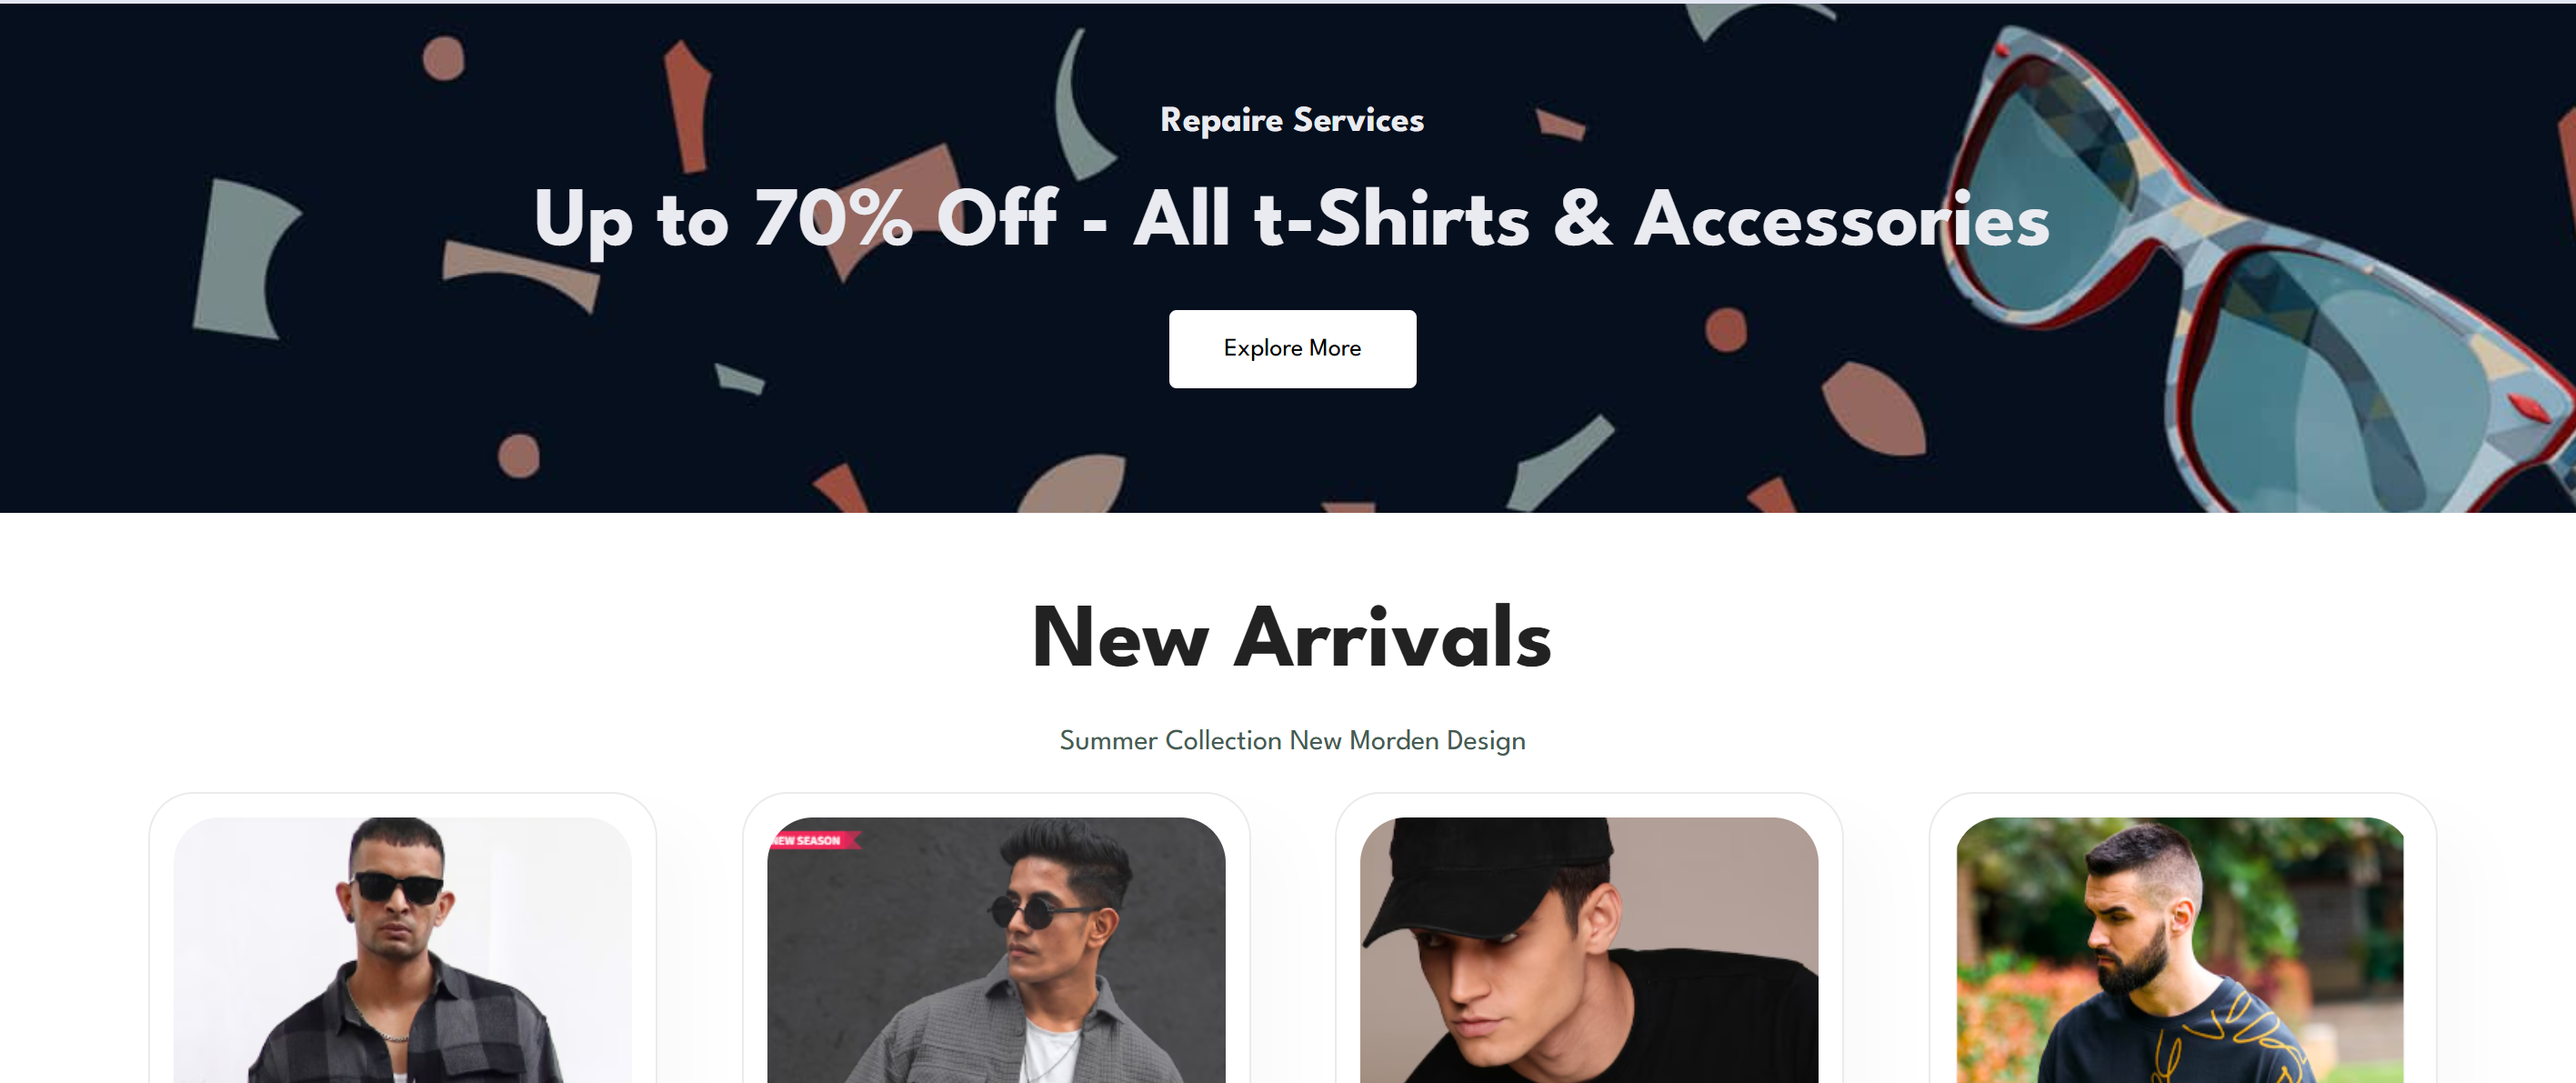 Repaire Services
Up to 70% Off - All t-Shirts & Accessories
Explore More
New Arrivals
Summer Collection New Morden Design
NEW SEASON